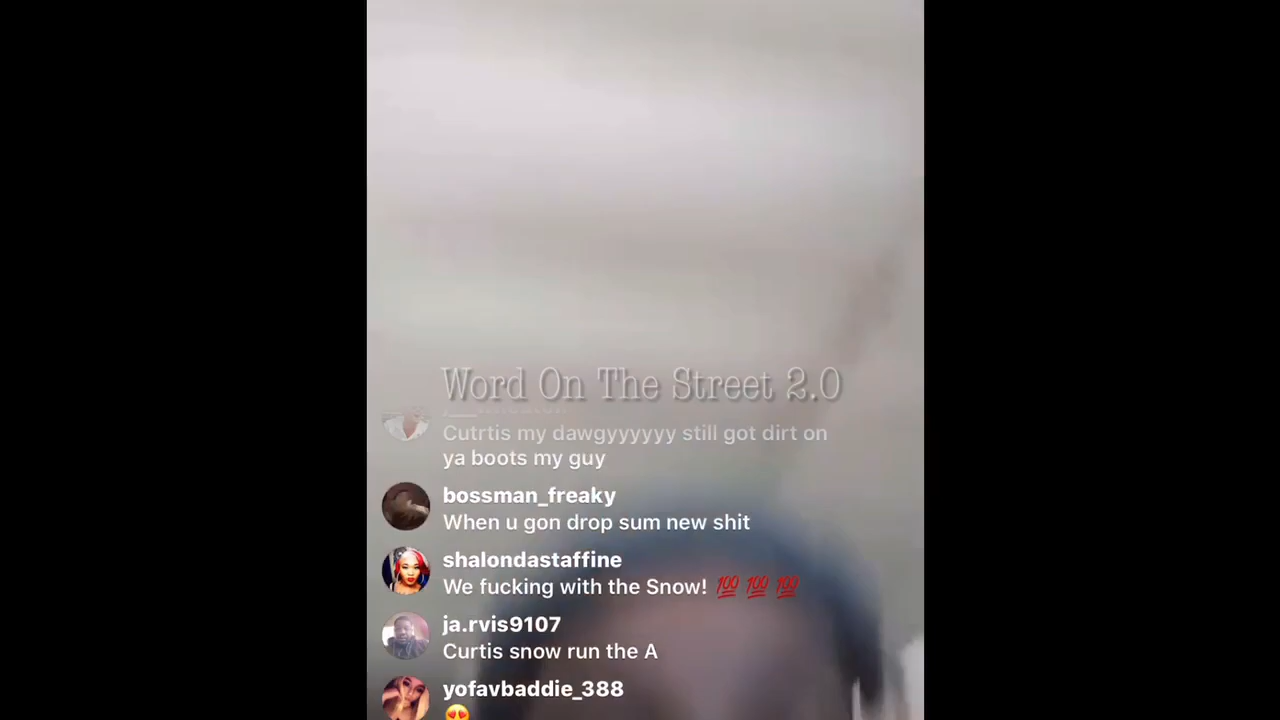 Word On The Street 2.0
Cutrtis my dawgyyyyyy still got dirt on
ya boots my guy
bossman_freaky
When u gon drop sum new shit
shalondastaffine
We fucking with the Snow! 💯 💯 💯
ja.rvis9107
Curtis snow run the A
yofavbaddie_388
😍